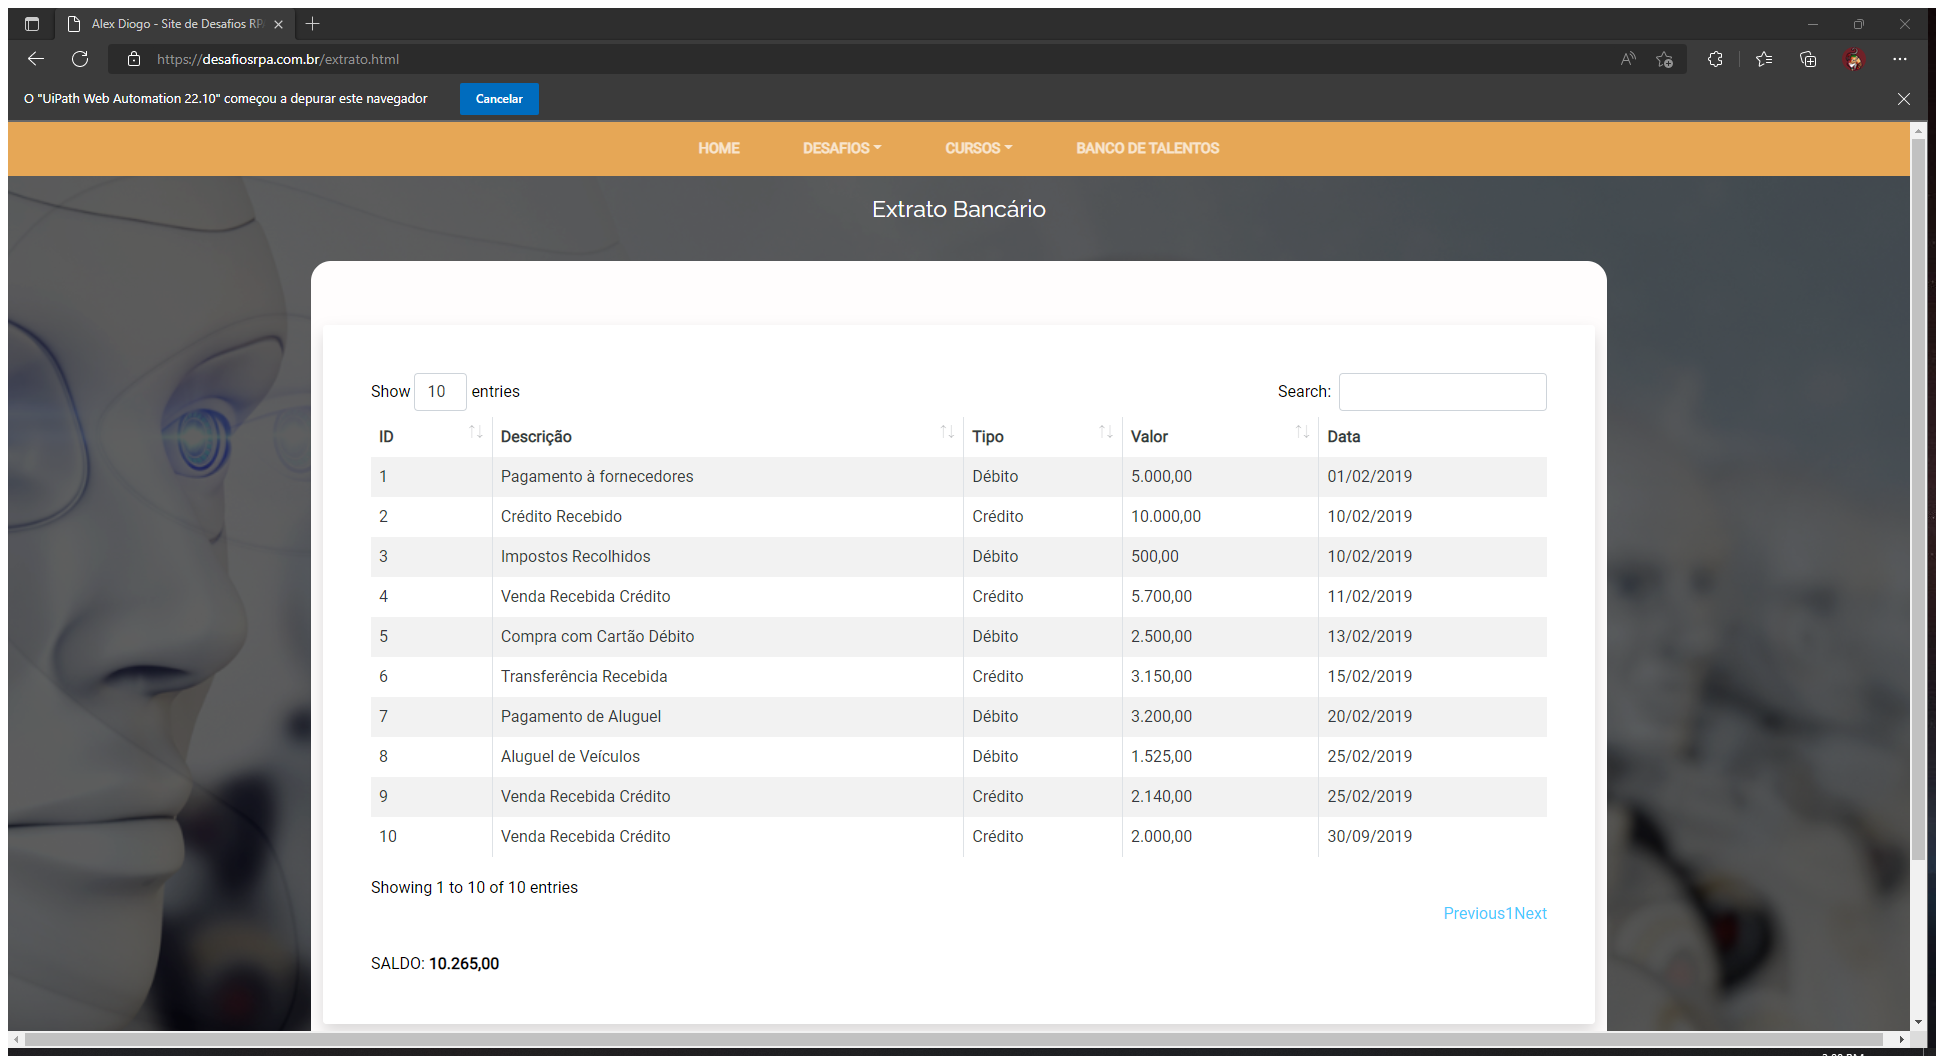 Alex Diogo - Site de Desafios RP
https://desafiosrpa.com.br/extrato.html
O "UiPath Web Automation 22.10" começou a depurar este navegador Cancelar
HOME DESAFIOS CURSOS BANCO DE TALENTOS
Extrato Bancário
Show 10 entries Search:
ID Descrição Tipo Valor Data
1 Pagamento à fornecedores Débito 5.000,00 01/02/2019
2 Crédito Recebido Crédito 10.000,00 10/02/2019
3 Impostos Recolhidos Débito 500,00 10/02/2019
4 Venda Recebida Crédito Crédito 5.700,00 11/02/2019
5 Compra com Cartão Débito Débito 2.500,00 13/02/2019
6 Transferência Recebida Crédito 3.150,00 15/02/2019
7 Pagamento de Aluguel Débito 3.200,00 20/02/2019
8 Aluguel de Veículos Débito 1.525,00 25/02/2019
9 Venda Recebida Crédito Crédito 2.140,00 25/02/2019
10 Venda Recebida Crédito Crédito 2.000,00 30/09/2019
Showing 1 to 10 of 10 entries
Previous1Next
SALDO: 10.265,00